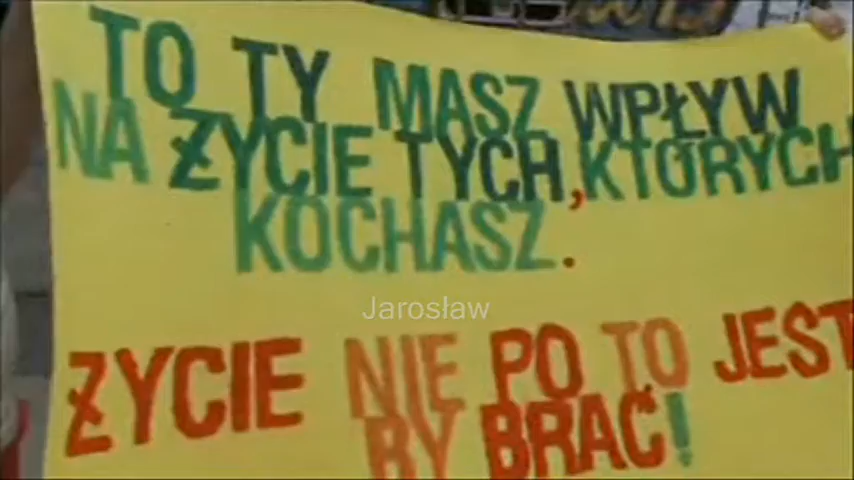 TO TY MASZ WPŁYW
NA ŻYCIE TYCH, KTÓRYCH
KOCHASZ.
Jarosław
ŻYCIE NIE PO TO JEST
BY BRAĆ!